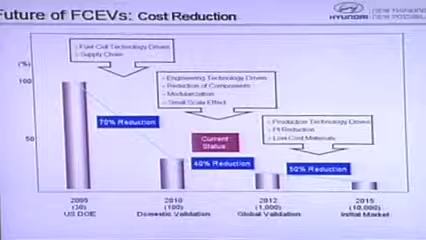 Future of FCEVs: Cost Reduction
HYUNDAI
NEW THINKING
NEW POSSIBIL
(%)
100
50
- Fuel Cell Technology Driven
- Supply Chain
- Engineering Technology Driven
- Reduction of Components
- Modularization
- Small Scale Effect
- Production Technology Driven
- Pt Reduction
- Low Cost Materials
70% Reduction
Current
Status
40% Reduction
50% Reduction
2005
(30)
US DOE
2010
(100)
Domestic Validation
2012
(1,000)
Global Validation
2015
(10,000)
Initial Market